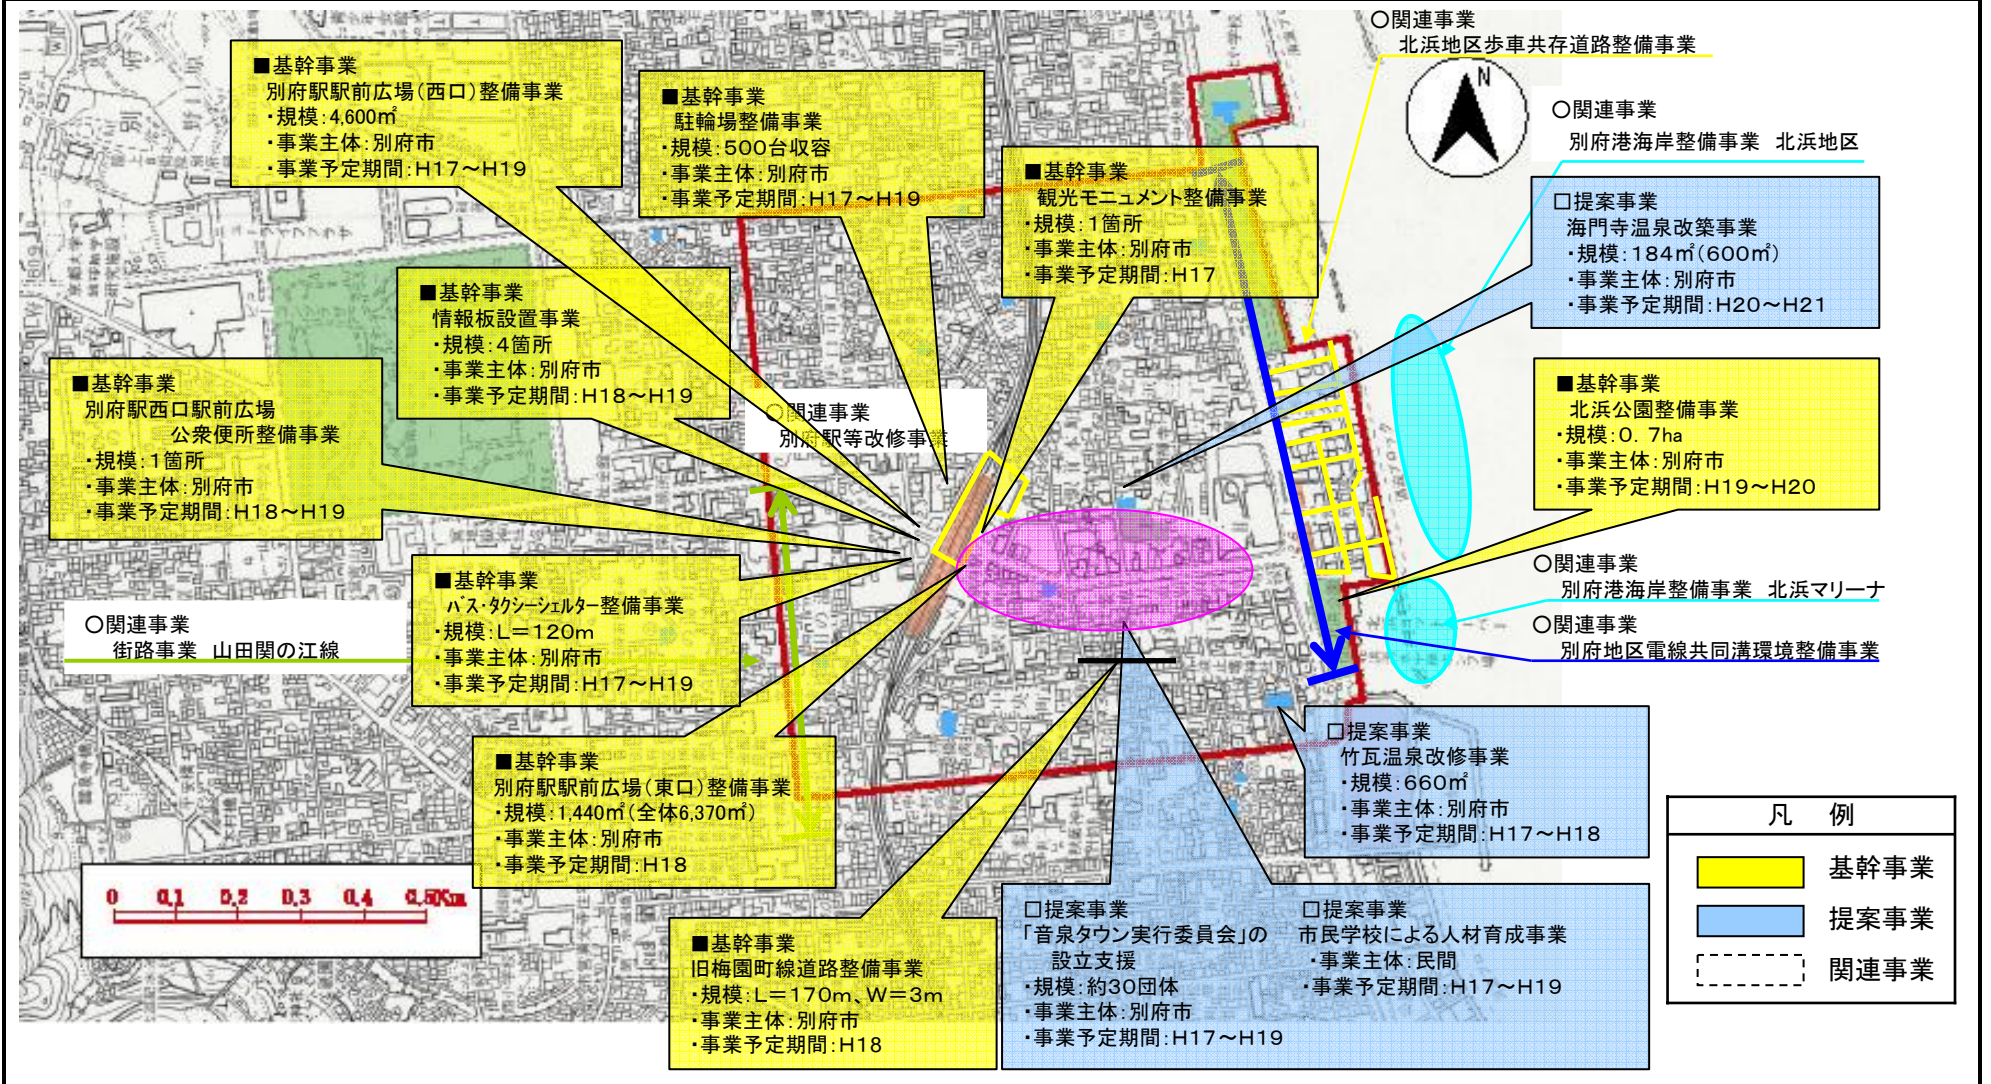 ○関連事業
北浜地区歩車共存道路整備事業
■基幹事業
別府駅駅前広場(西口)整備事業
・規模:4,600㎡
・事業主体:別府市
・事業予定期間:H17～H19
■基幹事業
駐輪場整備事業
・規模:500台収容
・事業主体:別府市
・事業予定期間:H17～H19
■基幹事業
観光モニュメント整備事業
・規模:1箇所
・事業主体:別府市
・事業予定期間:H17
N
○関連事業
別府港海岸整備事業 北浜地区
□提案事業
海門寺温泉改築事業
・規模:184㎡(600㎡)
・事業主体:別府市
・事業予定期間:H20～H21
■基幹事業
情報板設置事業
・規模:4箇所
・事業主体:別府市
・事業予定期間:H18～H19
■基幹事業
別府駅西口駅前広場
公衆便所整備事業
・規模:1箇所
・事業主体:別府市
・事業予定期間:H18～H19
○関連事業
別府駅等改修事業
■基幹事業
北浜公園整備事業
・規模:0.7ha
・事業主体:別府市
・事業予定期間:H19～H20
■基幹事業
バス・タクシーシェルター整備事業
・規模:L=120m
・事業主体:別府市
・事業予定期間:H17～H19
○関連事業
街路事業 山田関の江線
○関連事業
別府港海岸整備事業 北浜マリーナ
○関連事業
別府地区電線共同溝環境整備事業
■基幹事業
別府駅駅前広場(東口)整備事業
・規模:1,440㎡(全体6,370㎡)
・事業主体:別府市
・事業予定期間:H18
□提案事業
竹瓦温泉改修事業
・規模:660㎡
・事業主体:別府市
・事業予定期間:H17～H18
0 0.1 0.2 0.3 0.4 0.5Km
■基幹事業
旧梅園町線道路整備事業
・規模:L=170m、W=3m
・事業主体:別府市
・事業予定期間:H18
□提案事業
「音泉タウン実行委員会」の
設立支援
・規模:約30団体
・事業主体:別府市
・事業予定期間:H17～H19
□提案事業
市民学校による人材育成事業
・事業主体:民間
・事業予定期間:H17～H19
凡 例
基幹事業
提案事業
関連事業